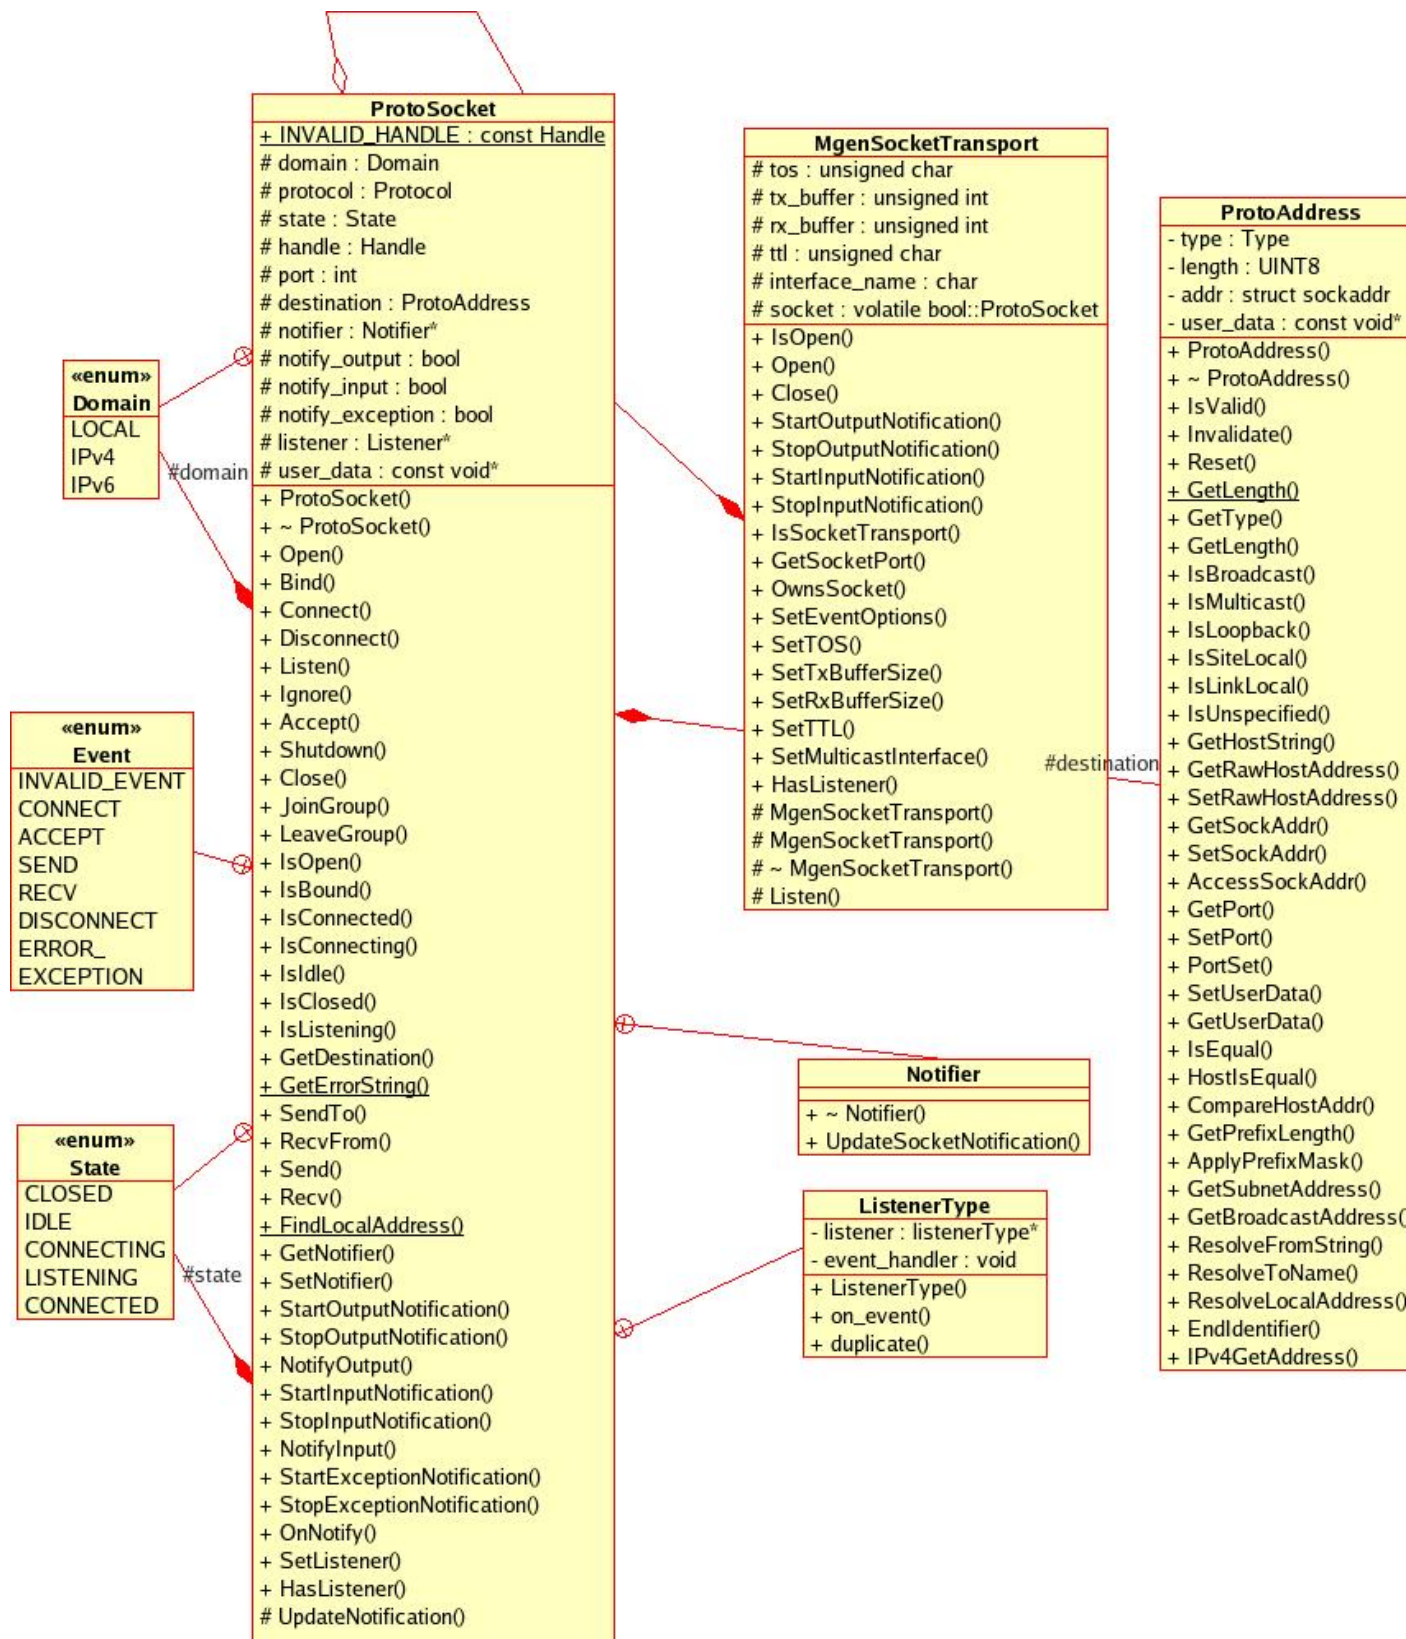 ProtoSocket
+ INVALID_HANDLE : const Handle
# domain : Domain
# protocol : Protocol
# state : State
# handle : Handle
# port : int
# destination : ProtoAddress
# notifier : Notifier*
# notify_output : bool
# notify_input : bool
# notify_exception : bool
# listener : Listener*
# user_data : const void*
+ ProtoSocket()
+ ~ ProtoSocket()
+ Open()
+ Bind()
+ Connect()
+ Disconnect()
+ Listen()
+ Ignore()
+ Accept()
+ Shutdown()
+ Close()
+ JoinGroup()
+ LeaveGroup()
+ IsOpen()
+ IsBound()
+ IsConnected()
+ IsConnecting()
+ IsIdle()
+ IsClosed()
+ IsListening()
+ GetDestination()
+ GetErrorString()
+ SendTo()
+ RecvFrom()
+ Send()
+ Recv()
+ FindLocalAddress()
+ GetNotifier()
+ SetNotifier()
+ StartOutputNotification()
+ StopOutputNotification()
+ NotifyOutput()
+ StartInputNotification()
+ StopInputNotification()
+ NotifyInput()
+ StartExceptionNotification()
+ StopExceptionNotification()
+ OnNotify()
+ SetListener()
+ HasListener()
# UpdateNotification()
«enum»
Domain
LOCAL
IPv4
IPv6
#domain
«enum»
Event
INVALID_EVENT
CONNECT
ACCEPT
SEND
RECV
DISCONNECT
ERROR_
EXCEPTION
«enum»
State
CLOSED
IDLE
CONNECTING
LISTENING
CONNECTED
#state
MgenSocketTransport
# tos : unsigned char
# tx_buffer : unsigned int
# rx_buffer : unsigned int
# ttl : unsigned char
# interface_name : char
# socket : volatile bool::ProtoSocket
+ IsOpen()
+ Open()
+ Close()
+ StartOutputNotification()
+ StopOutputNotification()
+ StartInputNotification()
+ StopInputNotification()
+ IsSocketTransport()
+ GetSocketPort()
+ OwnsSocket()
+ SetEventOptions()
+ SetTOS()
+ SetTxBufferSize()
+ SetRxBufferSize()
+ SetTTL()
+ SetMulticastInterface()
+ HasListener()
# MgenSocketTransport()
# MgenSocketTransport()
# ~ MgenSocketTransport()
# Listen()
#destination
Notifier
+ ~ Notifier()
+ UpdateSocketNotification()
ListenerType
- listener : listenerType*
- event_handler : void
+ ListenerType()
+ on_event()
+ duplicate()
ProtoAddress
- type : Type
- length : UINT8
- addr : struct sockaddr
- user_data : const void*
+ ProtoAddress()
+ ~ ProtoAddress()
+ IsValid()
+ Invalidate()
+ Reset()
+ GetLength()
+ GetType()
+ GetLength()
+ IsBroadcast()
+ IsMulticast()
+ IsLoopback()
+ IsSiteLocal()
+ IsLinkLocal()
+ IsUnspecified()
+ GetHostString()
+ GetRawHostAddress()
+ SetRawHostAddress()
+ GetSockAddr()
+ SetSockAddr()
+ AccessSockAddr()
+ GetPort()
+ SetPort()
+ PortSet()
+ SetUserData()
+ GetUserData()
+ IsEqual()
+ HostIsEqual()
+ CompareHostAddr()
+ GetPrefixLength()
+ ApplyPrefixMask()
+ GetSubnetAddress()
+ GetBroadcastAddress()
+ ResolveFromString()
+ ResolveToName()
+ ResolveLocalAddress()
+ EndIdentifier()
+ IPv4GetAddress()